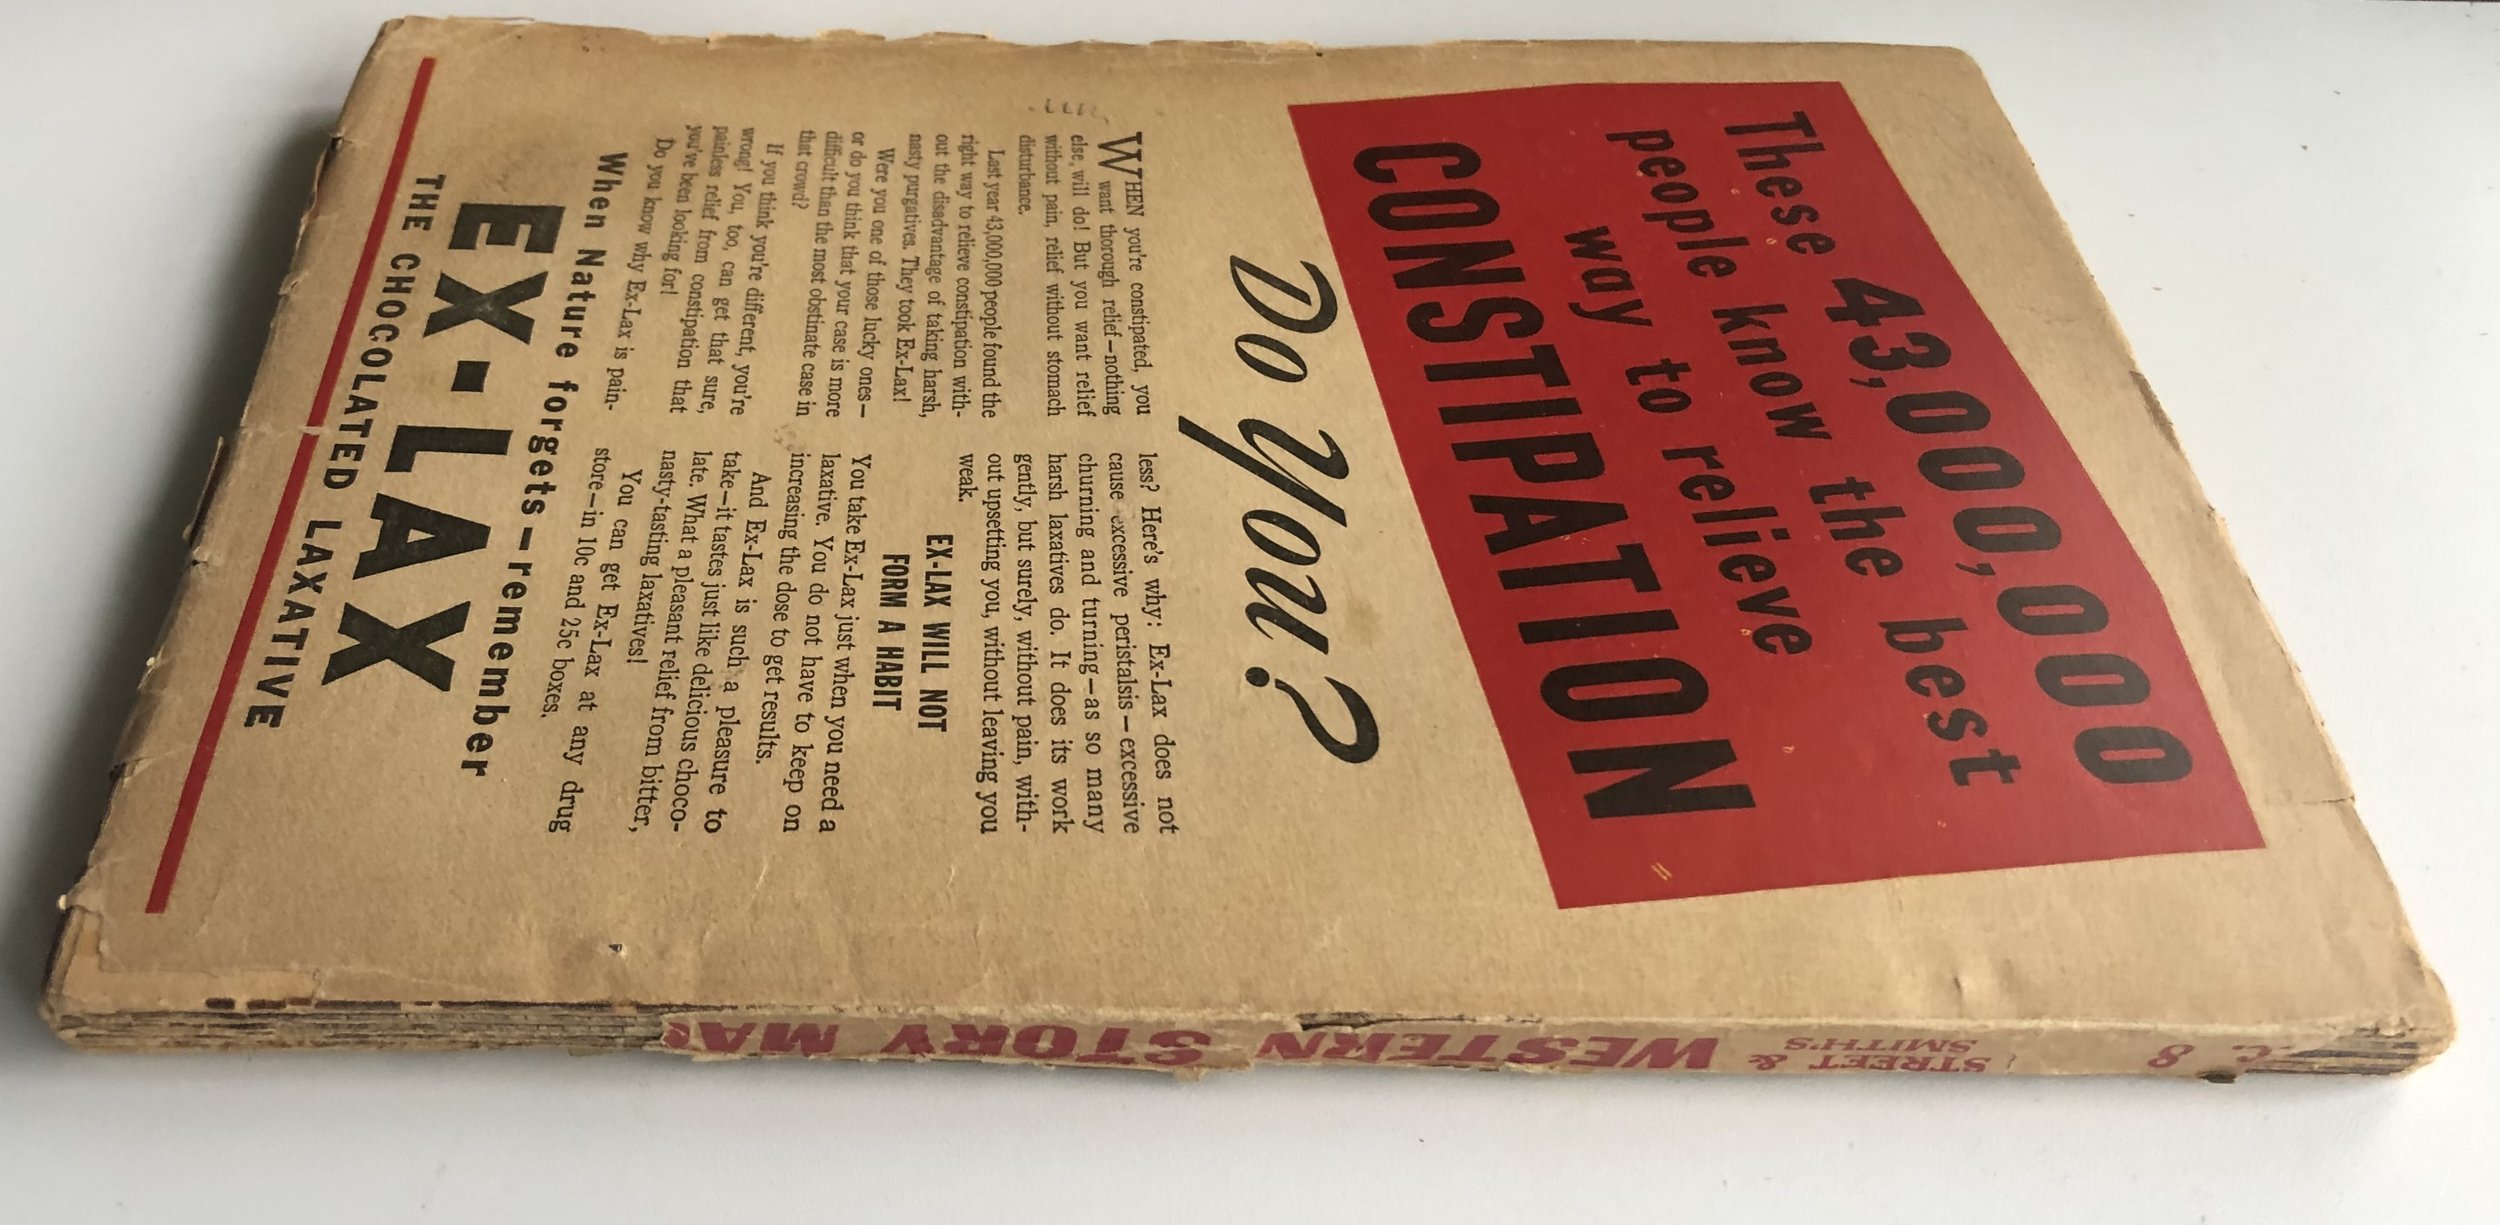 These 43,000,000
people know the best
way to relieve
CONSTIPATION
Do You?
WHEN you're constipated, you
want thorough relief—nothing
else, will do! But you want relief
without pain, relief without stomach
disturbance.
Last year 43,000,000 people found the
right way to relieve constipation with-
out the disadvantage of taking harsh,
nasty purgatives. They took Ex-Lax!
Were you one of those lucky ones—
or do you think that your case is more
difficult than the most obstinate case in
that crowd?
If you think you're different, you're
wrong! You, too, can get that sure,
painless relief from constipation that
you've been looking for!
Do you know why Ex-Lax is pain-
less? Here's why: Ex-Lax does not
cause excessive peristalsis—excessive
churning and turning—as so many
harsh laxatives do. It does its work
gently, but surely, without pain, with-
out upsetting you, without leaving you
weak.
EX-LAX WILL NOT
FORM A HABIT
You take Ex-Lax just when you need a
laxative. You do not have to keep on
increasing the dose to get results.
And Ex-Lax is such a pleasure to
take—it tastes just like delicious choco-
late. What a pleasant relief from bitter,
nasty-tasting laxatives!
You can get Ex-Lax at any drug
store—in 10c and 25c boxes.
When Nature forgets—remember
EX-LAX
THE CHOCOLATED LAXATIVE
8
STREET &
SMITH'S
WESTERN STORY MA